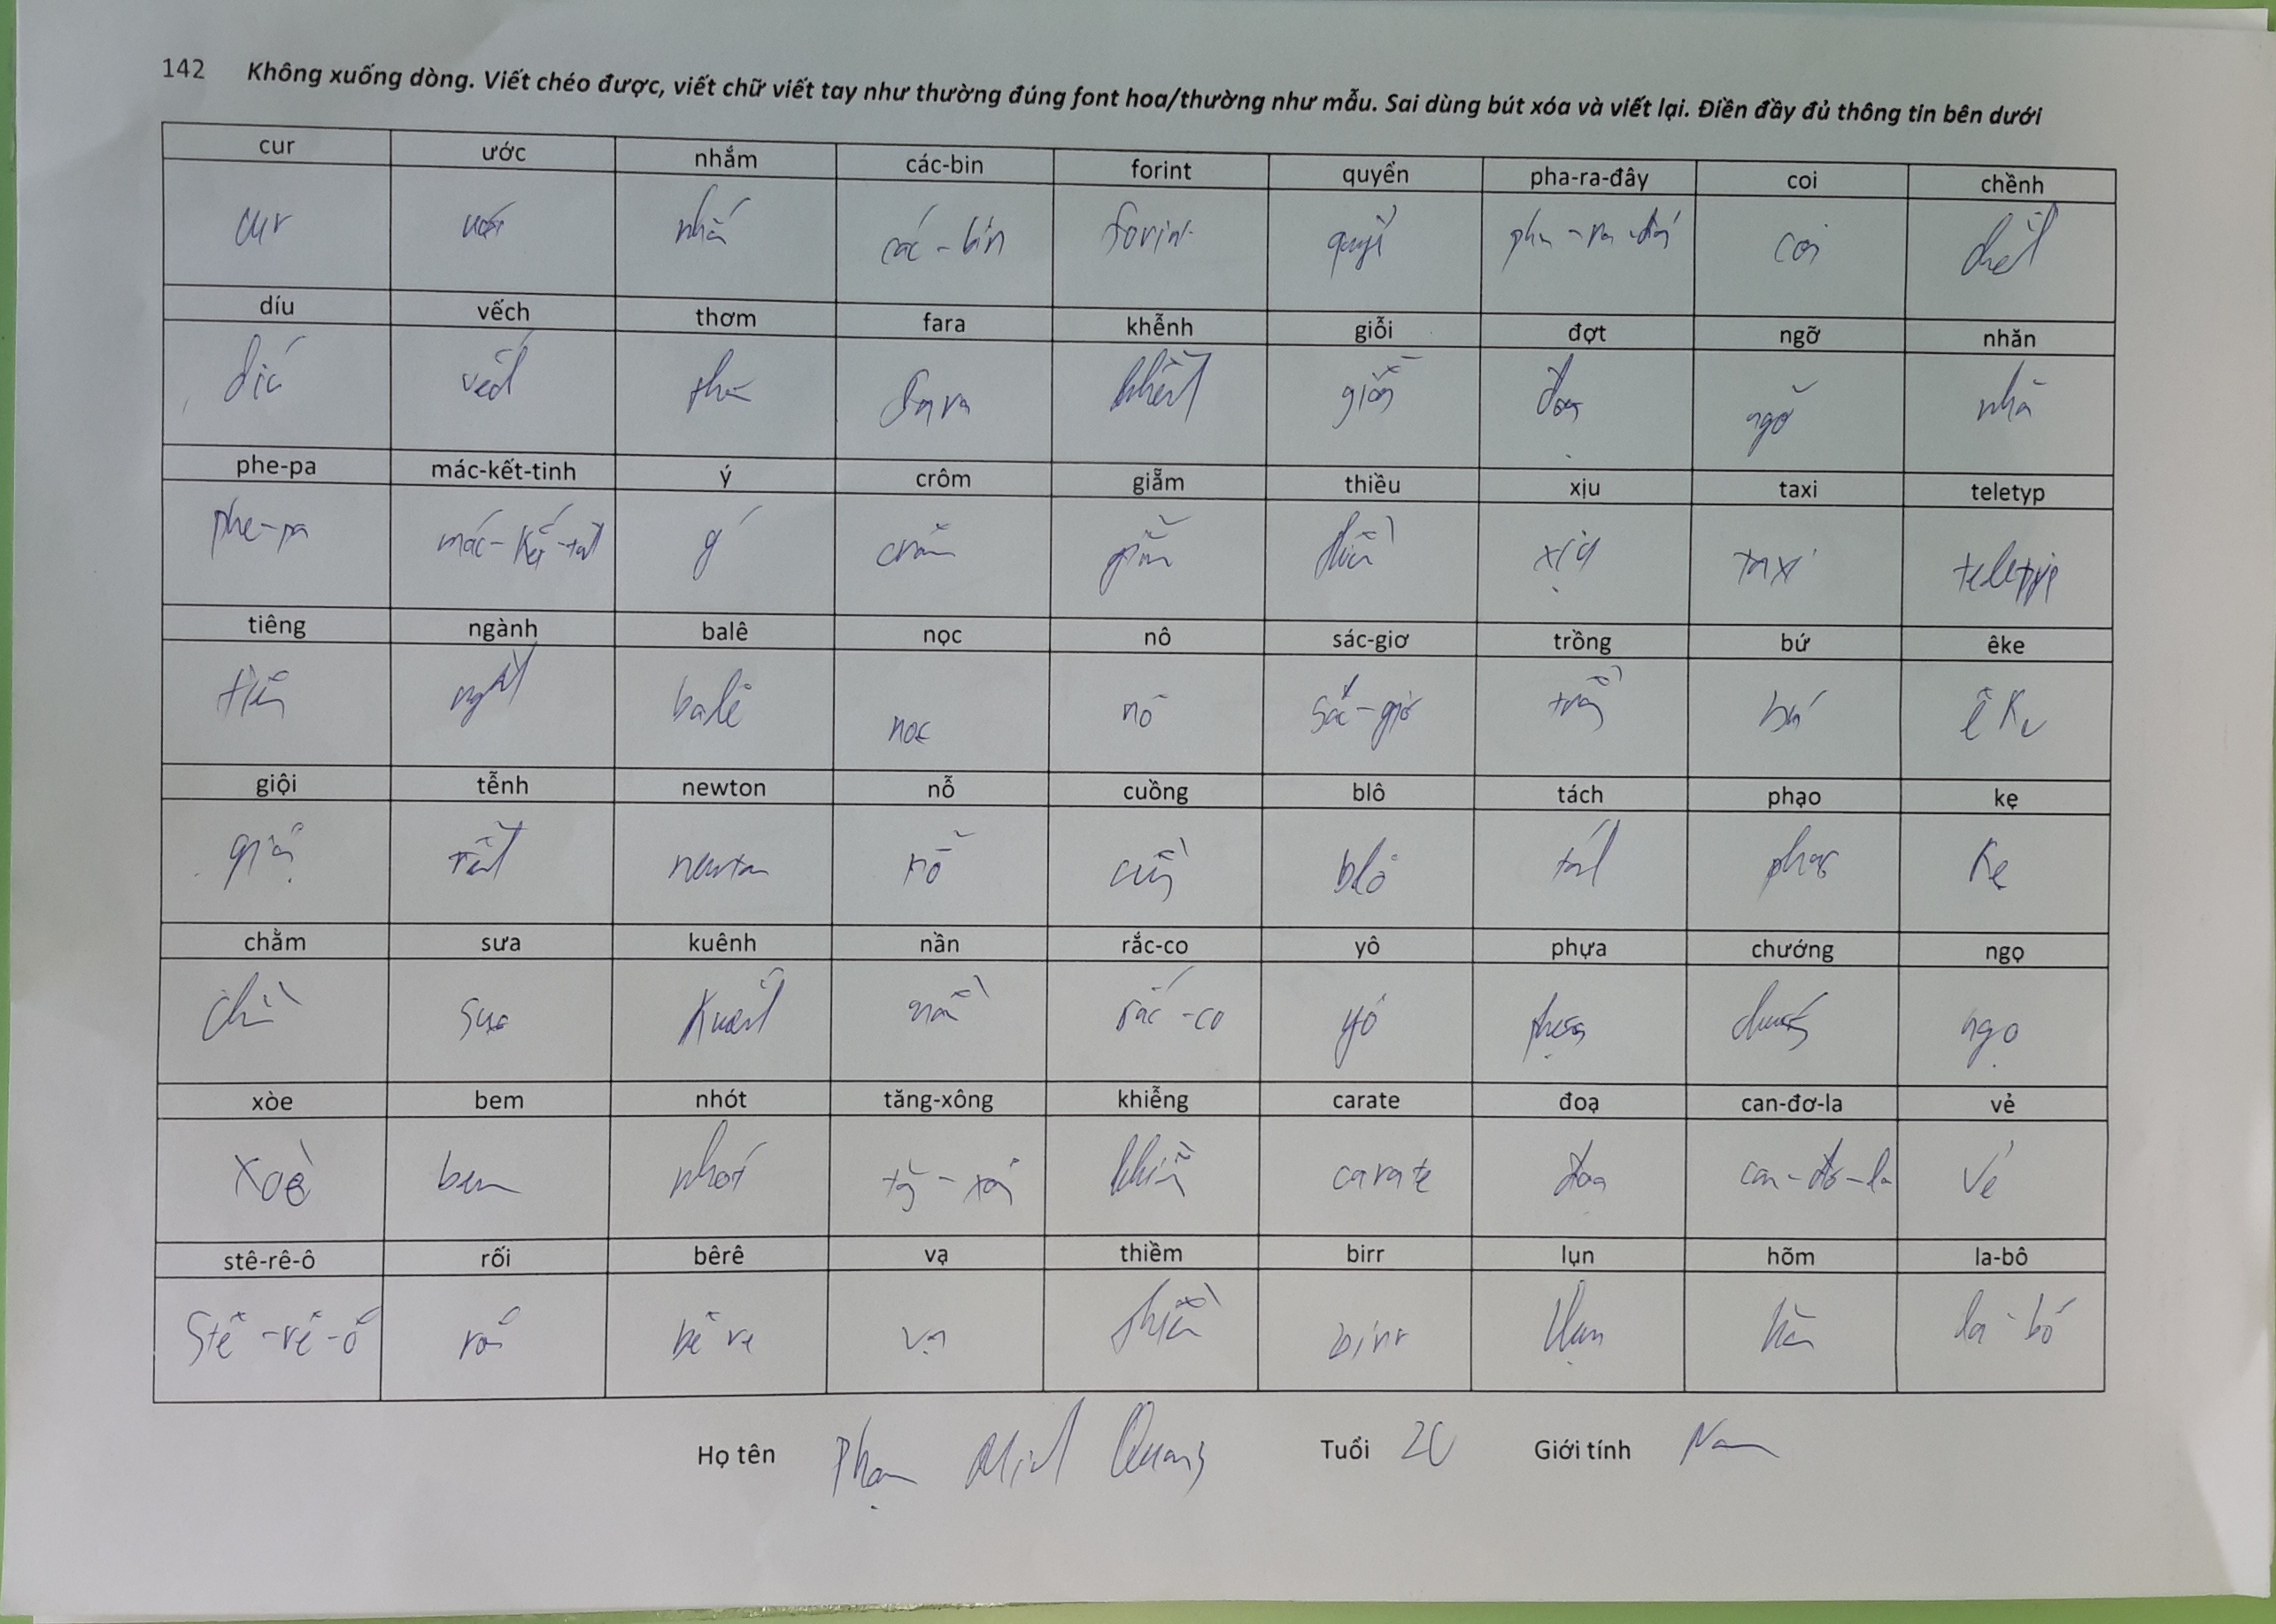 142 Không xuống dòng. Viết chéo được, viết chữ viết tay như thường đúng font hoa/thường như mẫu. Sai dùng bút xóa và viết lại. Điền đầy đủ thông tin bên dưới
cur ước nhắm các-bin forint quyển pha-ra-đây coi chềnh
cur ước nhắm các-bin forint quyển pha-ra-đây coi chềnh
díu vếch thơm fara khễnh giỗi đợt ngỡ nhăn
díu vếch thơm fara khễnh giỗi đợt ngỡ nhăn
phe-pa mác-kết-tinh ý crôm giẫm thiều xịu taxi teletyp
phe-pa mác-kết-tinh ý crôm giẫm thiều xịu taxi teletyp
tiêng ngành balê nọc nô sác-giơ trồng bứ êke
tiêng ngành balê nọc nô sác-giơ trồng bứ êke
giội tễnh newton nỗ cuồng blô tách phạo kẹ
giội tễnh newton nỗ cuồng blô tách phạo kẹ
chằm sưa kuênh nần rắc-co yô phựa chướng ngọ
chằm sưa kuênh nần rắc-co yô phựa chướng ngọ
xòe bem nhót tăng-xông khiễng carate đoạ can-đơ-la vẻ
xoè bem nhót tăng-xông khiễng carate đoạ can-đơ-la vẻ
stê-rê-ô rối bêrê vạ thiềm birr lụn hõm la-bô
stê-rê-ô rối bêrê vạ thiềm birr lụn hõm la-bô
Họ tên Phạm Minh Quang Tuổi 20 Giới tính Nam